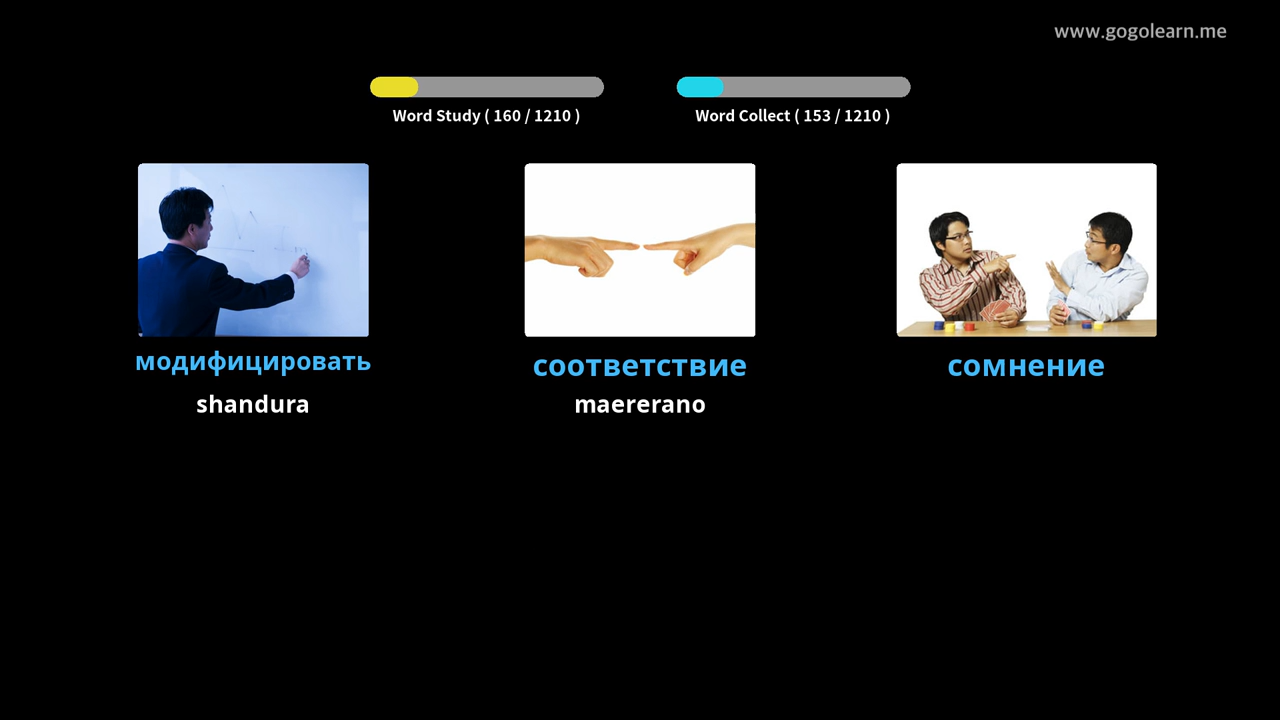 www.gogolearn.me
Word Study ( 160 / 1210 )
Word Collect ( 153 / 1210 )
модифицировать
соответствие
сомнение
shandura
maererano